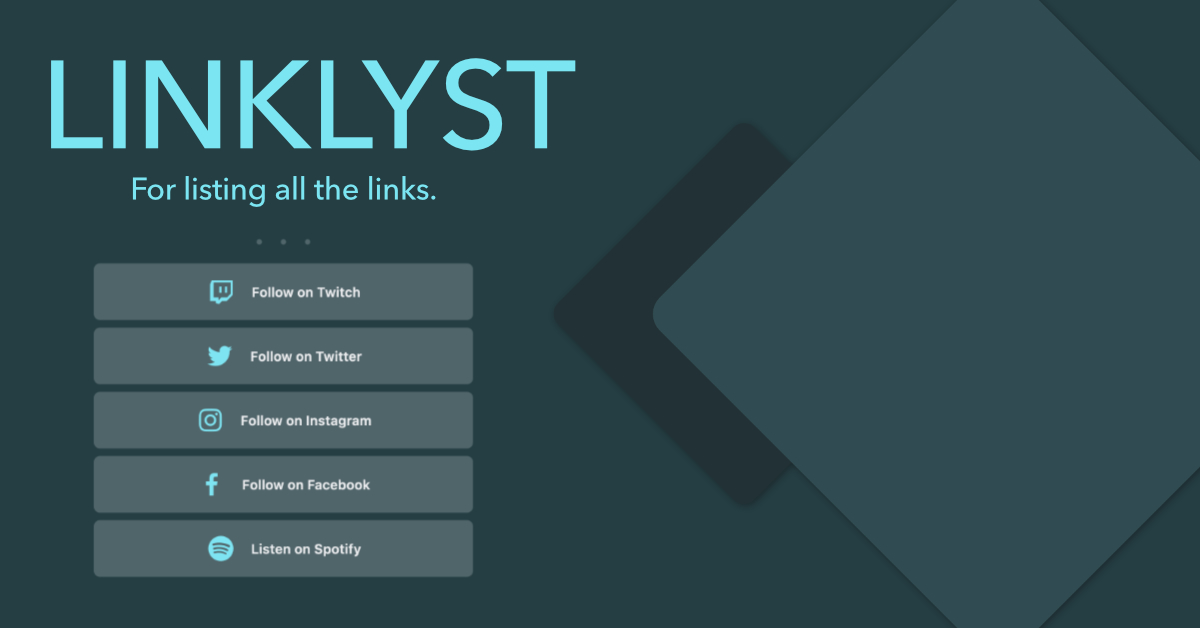 LINKLYST
For listing all the links.
Follow on Twitch
Follow on Twitter
Follow on Instagram
Follow on Facebook
Listen on Spotify